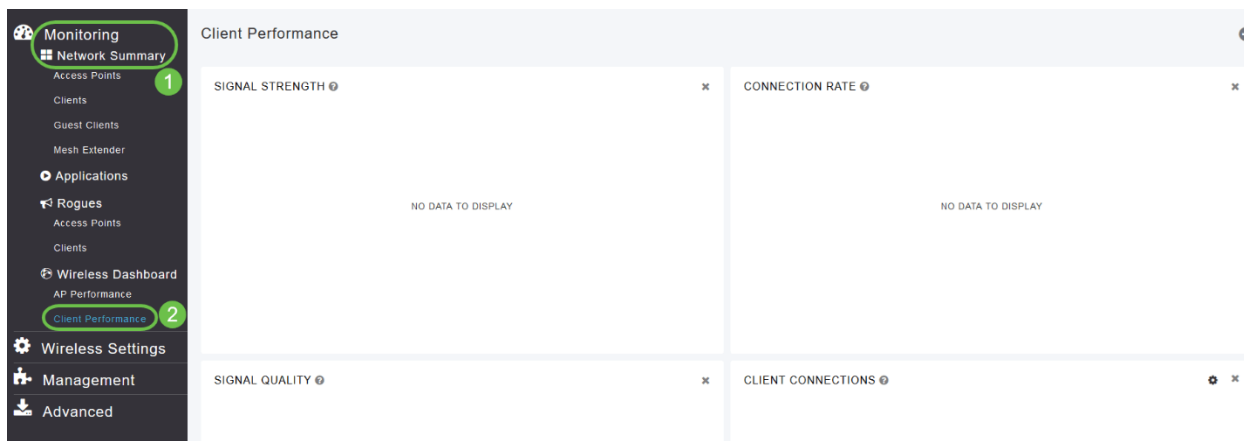 Monitoring
Network Summary
1
Access Points
Clients
Guest Clients
Mesh Extender
Applications
Rogues
Access Points
Clients
Wireless Dashboard
AP Performance
Client Performance
2
Wireless Settings
Management
Advanced
Client Performance
SIGNAL STRENGTH
NO DATA TO DISPLAY
CONNECTION RATE
NO DATA TO DISPLAY
SIGNAL QUALITY
CLIENT CONNECTIONS